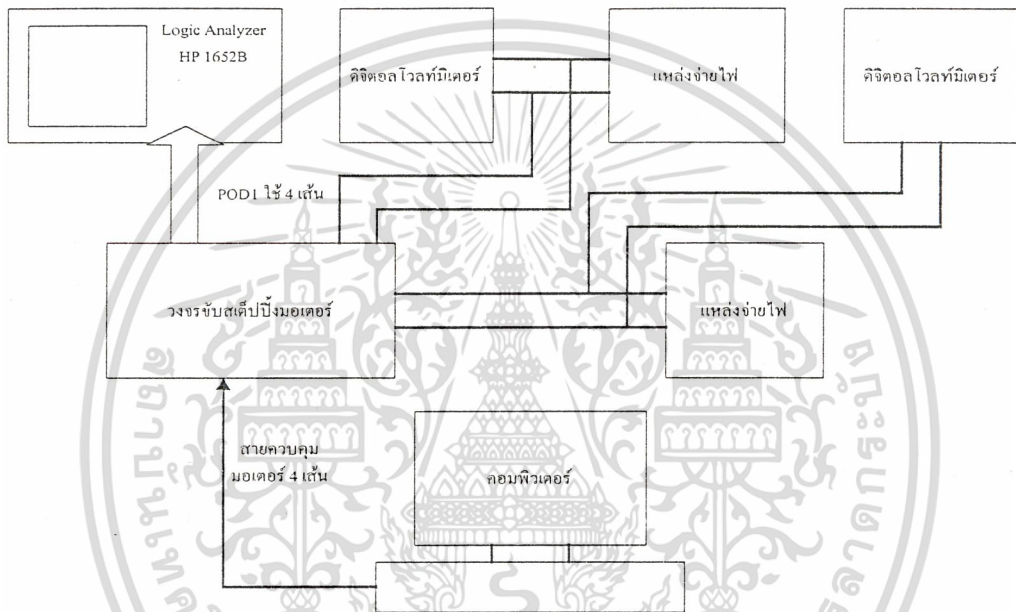 Logic Analyzer
HP 1652B
ดิจิตอลโวลท์มิเตอร์
แหล่งจ่ายไฟ
ดิจิตอลโวลท์มิเตอร์
POD1 ใช้ 4 เส้น
วงจรขับสเต็ปปิ้งมอเตอร์
แหล่งจ่ายไฟ
สายควบคุม
มอเตอร์ 4 เส้น
คอมพิวเตอร์